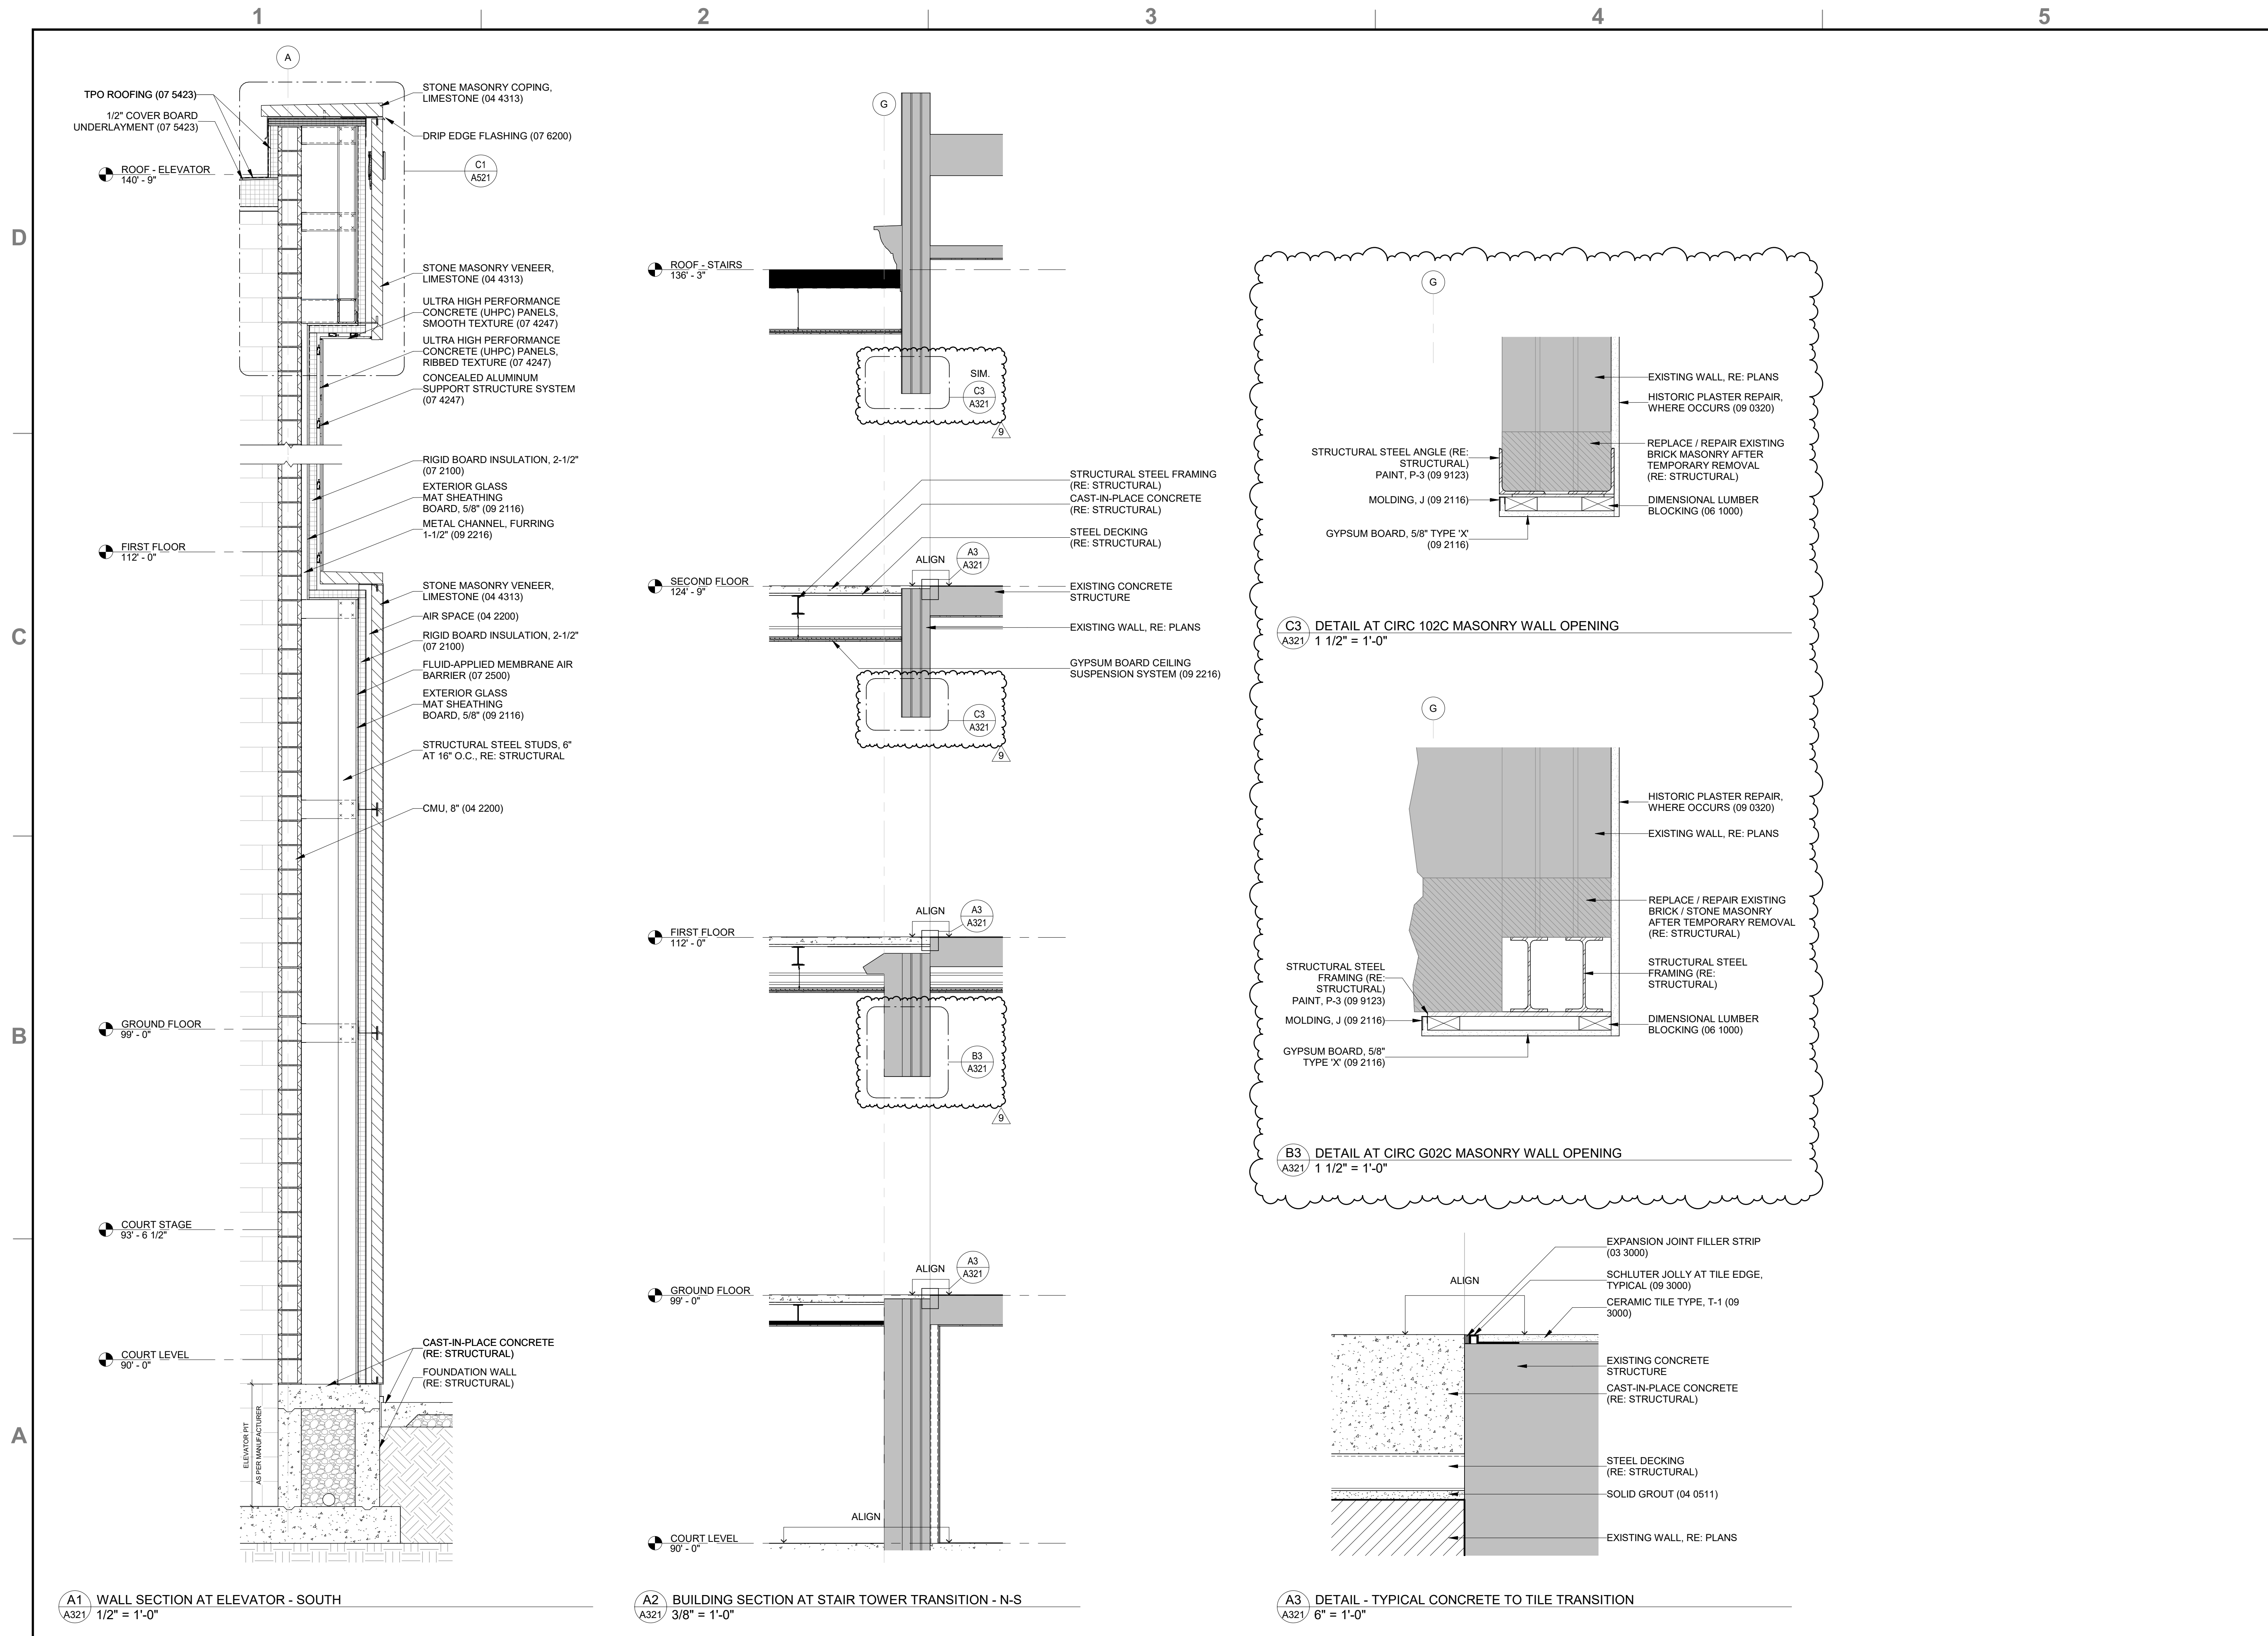 1
2
3
4
5
D
C
B
A
A
TPO ROOFING (07 5423)
1/2" COVER BOARD
UNDERLAYMENT (07 5423)
ROOF - ELEVATOR
140' - 9"
FIRST FLOOR
112' - 0"
GROUND FLOOR
99' - 0"
COURT STAGE
93' - 6 1/2"
COURT LEVEL
90' - 0"
ELEVATOR PIT
AS PER MANUFACTURER
STONE MASONRY COPING,
LIMESTONE (04 4313)
DRIP EDGE FLASHING (07 6200)
C1
A521
STONE MASONRY VENEER,
LIMESTONE (04 4313)
ULTRA HIGH PERFORMANCE
CONCRETE (UHPC) PANELS,
SMOOTH TEXTURE (07 4247)
ULTRA HIGH PERFORMANCE
CONCRETE (UHPC) PANELS,
RIBBED TEXTURE (07 4247)
CONCEALED ALUMINUM
SUPPORT STRUCTURE SYSTEM
(07 4247)
RIGID BOARD INSULATION, 2-1/2"
(07 2100)
EXTERIOR GLASS
MAT SHEATHING
BOARD, 5/8" (09 2116)
METAL CHANNEL, FURRING
1-1/2" (09 2216)
STONE MASONRY VENEER,
LIMESTONE (04 4313)
AIR SPACE (04 2200)
RIGID BOARD INSULATION, 2-1/2"
(07 2100)
FLUID-APPLIED MEMBRANE AIR
BARRIER (07 2500)
EXTERIOR GLASS
MAT SHEATHING
BOARD, 5/8" (09 2116)
STRUCTURAL STEEL STUDS, 6"
AT 16" O.C., RE: STRUCTURAL
CMU, 8" (04 2200)
CAST-IN-PLACE CONCRETE
(RE: STRUCTURAL)
FOUNDATION WALL
(RE: STRUCTURAL)
A1
A321
WALL SECTION AT ELEVATOR - SOUTH
1/2" = 1'-0"
G
ROOF - STAIRS
136' - 3"
SIM.
C3
A321
9
STRUCTURAL STEEL FRAMING
(RE: STRUCTURAL)
CAST-IN-PLACE CONCRETE
(RE: STRUCTURAL)
STEEL DECKING
(RE: STRUCTURAL)
ALIGN
A3
A321
SECOND FLOOR
124' - 9"
EXISTING CONCRETE
STRUCTURE
EXISTING WALL, RE: PLANS
GYPSUM BOARD CEILING
SUSPENSION SYSTEM (09 2216)
C3
A321
9
ALIGN
A3
A321
FIRST FLOOR
112' - 0"
B3
A321
9
ALIGN
A3
A321
GROUND FLOOR
99' - 0"
ALIGN
COURT LEVEL
90' - 0"
A2
A321
BUILDING SECTION AT STAIR TOWER TRANSITION - N-S
3/8" = 1'-0"
G
EXISTING WALL, RE: PLANS
HISTORIC PLASTER REPAIR,
WHERE OCCURS (09 0320)
REPLACE / REPAIR EXISTING
BRICK MASONRY AFTER
TEMPORARY REMOVAL
(RE: STRUCTURAL)
DIMENSIONAL LUMBER
BLOCKING (06 1000)
STRUCTURAL STEEL ANGLE (RE:
STRUCTURAL)
PAINT, P-3 (09 9123)
MOLDING, J (09 2116)
GYPSUM BOARD, 5/8" TYPE 'X'
(09 2116)
C3
A321
DETAIL AT CIRC 102C MASONRY WALL OPENING
1 1/2" = 1'-0"
G
HISTORIC PLASTER REPAIR,
WHERE OCCURS (09 0320)
EXISTING WALL, RE: PLANS
REPLACE / REPAIR EXISTING
BRICK / STONE MASONRY
AFTER TEMPORARY REMOVAL
(RE: STRUCTURAL)
STRUCTURAL STEEL
FRAMING (RE:
STRUCTURAL)
DIMENSIONAL LUMBER
BLOCKING (06 1000)
STRUCTURAL STEEL
FRAMING (RE:
STRUCTURAL)
PAINT, P-3 (09 9123)
MOLDING, J (09 2116)
GYPSUM BOARD, 5/8"
TYPE 'X' (09 2116)
B3
A321
DETAIL AT CIRC G02C MASONRY WALL OPENING
1 1/2" = 1'-0"
ALIGN
EXPANSION JOINT FILLER STRIP
(03 3000)
SCHLUTER JOLLY AT TILE EDGE,
TYPICAL (09 3000)
CERAMIC TILE TYPE, T-1 (09
3000)
EXISTING CONCRETE
STRUCTURE
CAST-IN-PLACE CONCRETE
(RE: STRUCTURAL)
STEEL DECKING
(RE: STRUCTURAL)
SOLID GROUT (04 0511)
EXISTING WALL, RE: PLANS
A3
A321
DETAIL - TYPICAL CONCRETE TO TILE TRANSITION
6" = 1'-0"